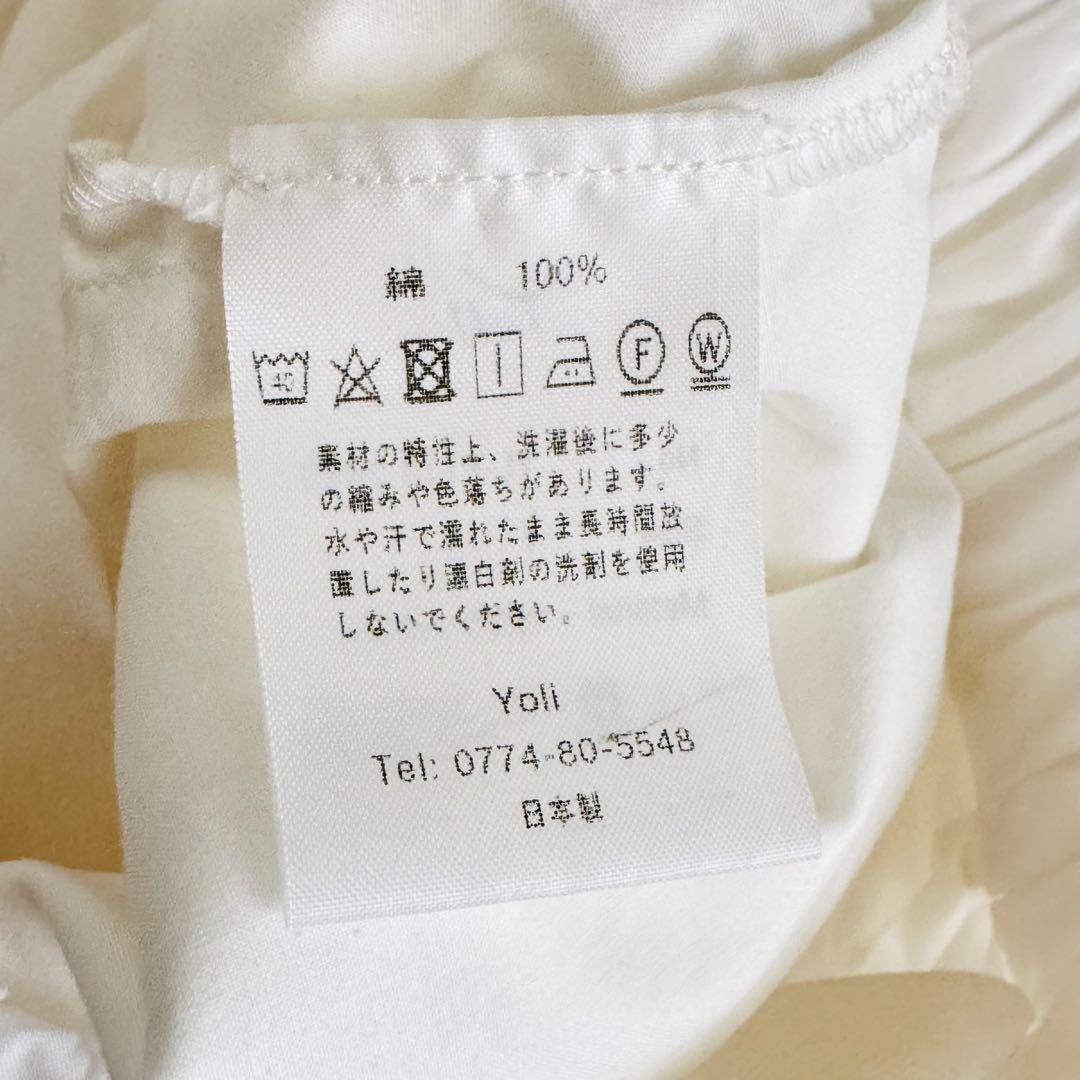 綿 100%
45 F W
素材の特性上、洗濯後に多少
の縮みや色落ちがあります。
水や汗で濡れたまま長時間放
置したり漂白剤の洗剤を使用
しないでください。
Yoli
Tel: 0774-80-5548
日本製